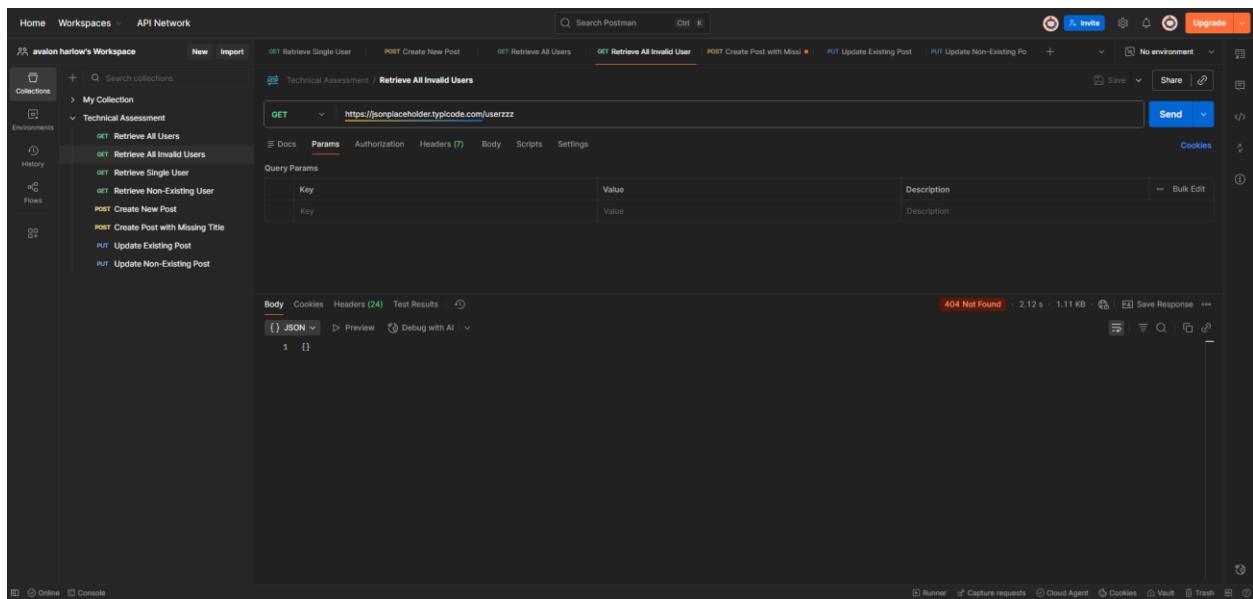 Home Workspaces API Network Search Postman Ctrl K Invite Upgrade
avalon harlow's Workspace New Import
GET Retrieve Single User POST Create New Post GET Retrieve All Users GET Retrieve All Invalid User POST Create Post with Missi PUT Update Existing Post PUT Update Non-Existing Po + No environment
Collections
Environments
History
Flows
+ Search collections
My Collection
Technical Assessment
GET Retrieve All Users
GET Retrieve All Invalid Users
GET Retrieve Single User
GET Retrieve Non-Existing User
POST Create New Post
POST Create Post with Missing Title
PUT Update Existing Post
PUT Update Non-Existing Post
Technical Assessment / Retrieve All Invalid Users Save Share
GET https://jsonplaceholder.typicode.com/userzzz Send
Docs Params Authorization Headers (7) Body Scripts Settings Cookies
Query Params
Key Value Description Bulk Edit
Key Value Description
Body Cookies Headers (24) Test Results 404 Not Found 2.12 s 1.11 KB Save Response
{} JSON Preview Debug with AI
1 {}
Online Console Runner Capture requests Cloud Agent Cookies Vault Trash